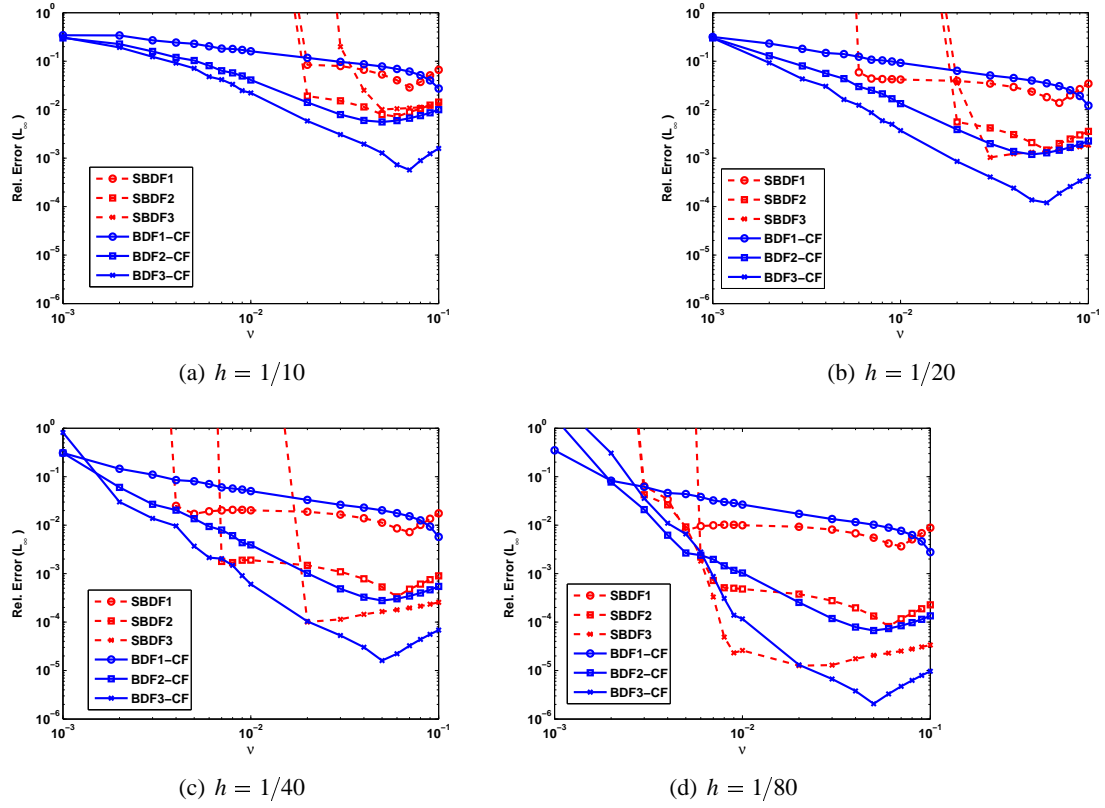 10^0
10^-1
10^-2
10^-3
10^-4
10^-5
10^-6
Rel. Error (L_∞)
SBDF1
SBDF2
SBDF3
BDF1-CF
BDF2-CF
BDF3-CF
10^-3
10^-2
10^-1
ν
(a) h = 1/10
10^0
10^-1
10^-2
10^-3
10^-4
10^-5
10^-6
Rel. Error (L_∞)
SBDF1
SBDF2
SBDF3
BDF1-CF
BDF2-CF
BDF3-CF
10^-3
10^-2
10^-1
ν
(b) h = 1/20
10^0
10^-1
10^-2
10^-3
10^-4
10^-5
10^-6
Rel. Error (L_∞)
SBDF1
SBDF2
SBDF3
BDF1-CF
BDF2-CF
BDF3-CF
10^-3
10^-2
10^-1
ν
(c) h = 1/40
10^0
10^-1
10^-2
10^-3
10^-4
10^-5
10^-6
Rel. Error (L_∞)
SBDF1
SBDF2
SBDF3
BDF1-CF
BDF2-CF
BDF3-CF
10^-3
10^-2
10^-1
ν
(d) h = 1/80